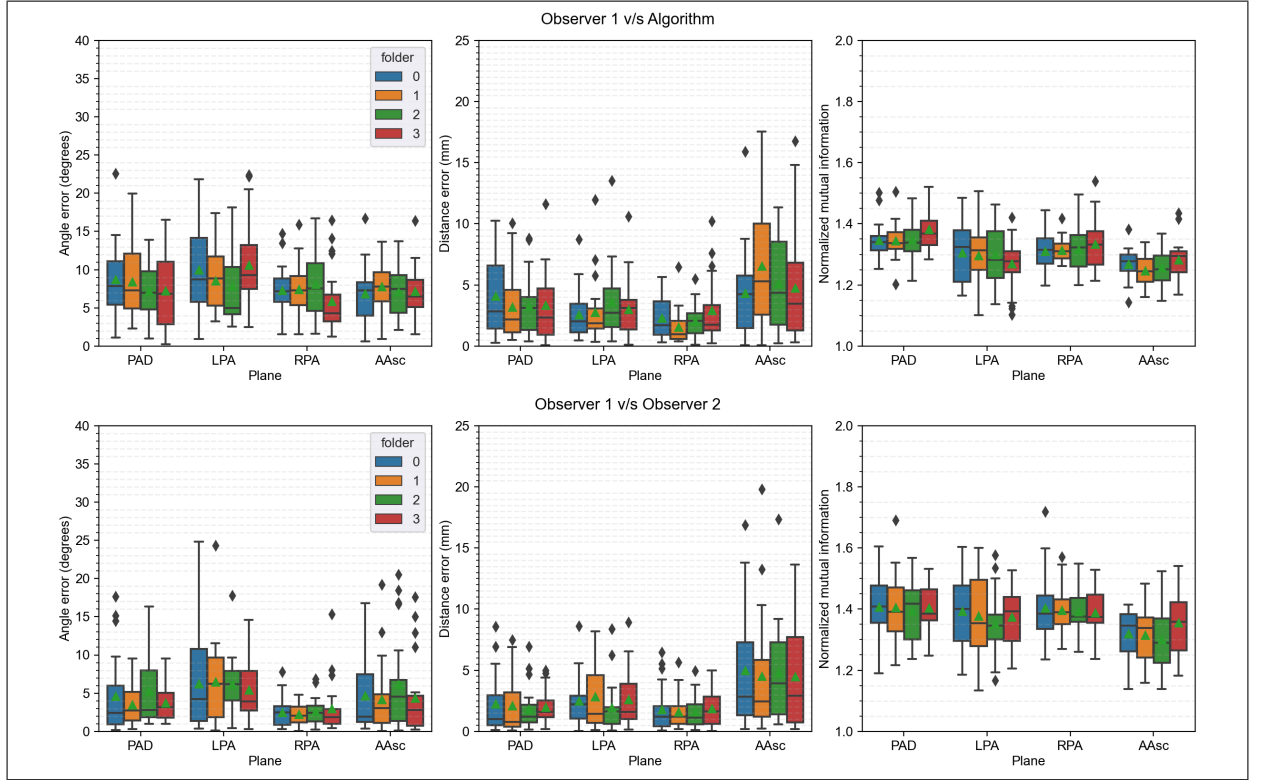 Observer 1 v/s Algorithm
Angle error (degrees)
40
35
30
25
20
15
10
5
0
folder
0
1
2
3
PAD LPA RPA AAsc
Plane
Distance error (mm)
25
20
15
10
5
0
PAD LPA RPA AAsc
Plane
Normalized mutual information
2.0
1.8
1.6
1.4
1.2
1.0
PAD LPA RPA AAsc
Plane
Observer 1 v/s Observer 2
Angle error (degrees)
40
35
30
25
20
15
10
5
0
folder
0
1
2
3
PAD LPA RPA AAsc
Plane
Distance error (mm)
25
20
15
10
5
0
PAD LPA RPA AAsc
Plane
Normalized mutual information
2.0
1.8
1.6
1.4
1.2
1.0
PAD LPA RPA AAsc
Plane